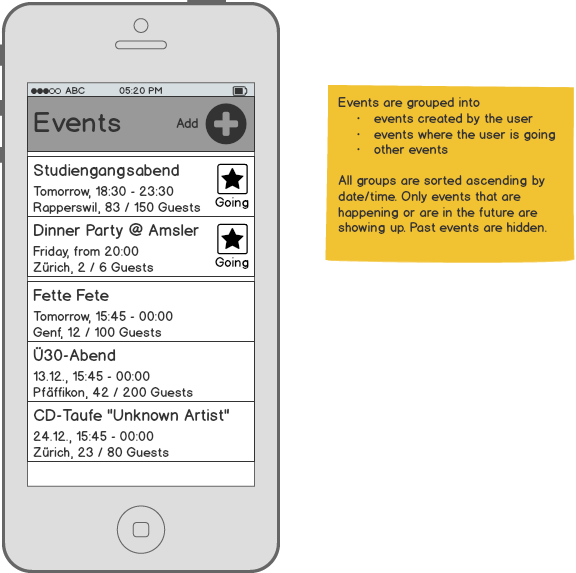 ABC 05:20 PM
Events Add
Studiengangsabend
Tomorrow, 18:30 - 23:30
Rapperswil, 83 / 150 Guests
Going
Dinner Party @ Amsler
Friday, from 20:00
Zürich, 2 / 6 Guests
Going
Fette Fete
Tomorrow, 15:45 - 00:00
Genf, 12 / 100 Guests
Ü30-Abend
13.12., 15:45 - 00:00
Pfäffikon, 42 / 200 Guests
CD-Taufe "Unknown Artist"
24.12., 15:45 - 00:00
Zürich, 23 / 80 Guests
Events are grouped into
· events created by the user
· events where the user is going
· other events
All groups are sorted ascending by
date/time. Only events that are
happening or are in the future are
showing up. Past events are hidden.